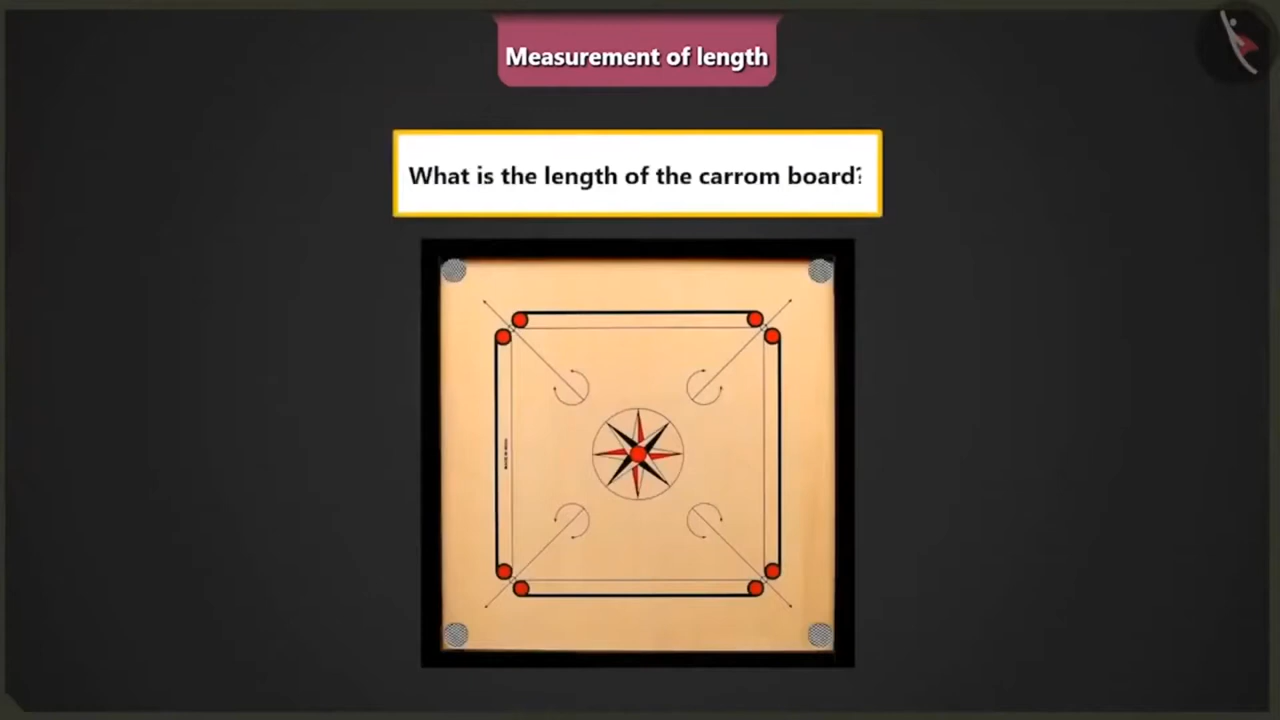 Measurement of length
What is the length of the carrom board?